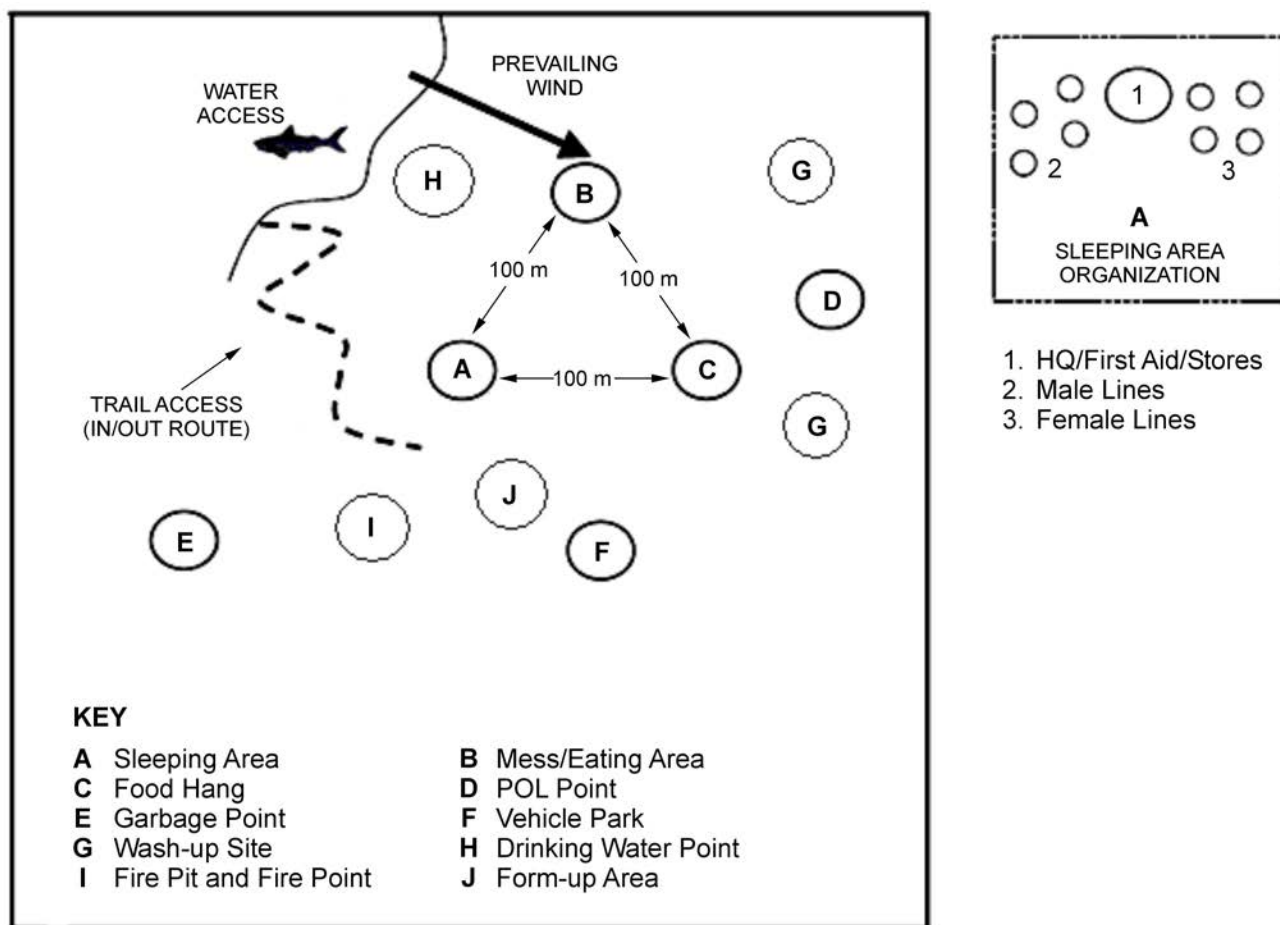 PREVAILING
WIND
WATER
ACCESS
H
B
G
100 m
100 m
D
A
100 m
C
TRAIL ACCESS
(IN/OUT ROUTE)
G
J
E
I
F
KEY
A Sleeping Area
B Mess/Eating Area
C Food Hang
D POL Point
E Garbage Point
F Vehicle Park
G Wash-up Site
H Drinking Water Point
I Fire Pit and Fire Point
J Form-up Area
1
2
3
A
SLEEPING AREA
ORGANIZATION
1. HQ/First Aid/Stores
2. Male Lines
3. Female Lines